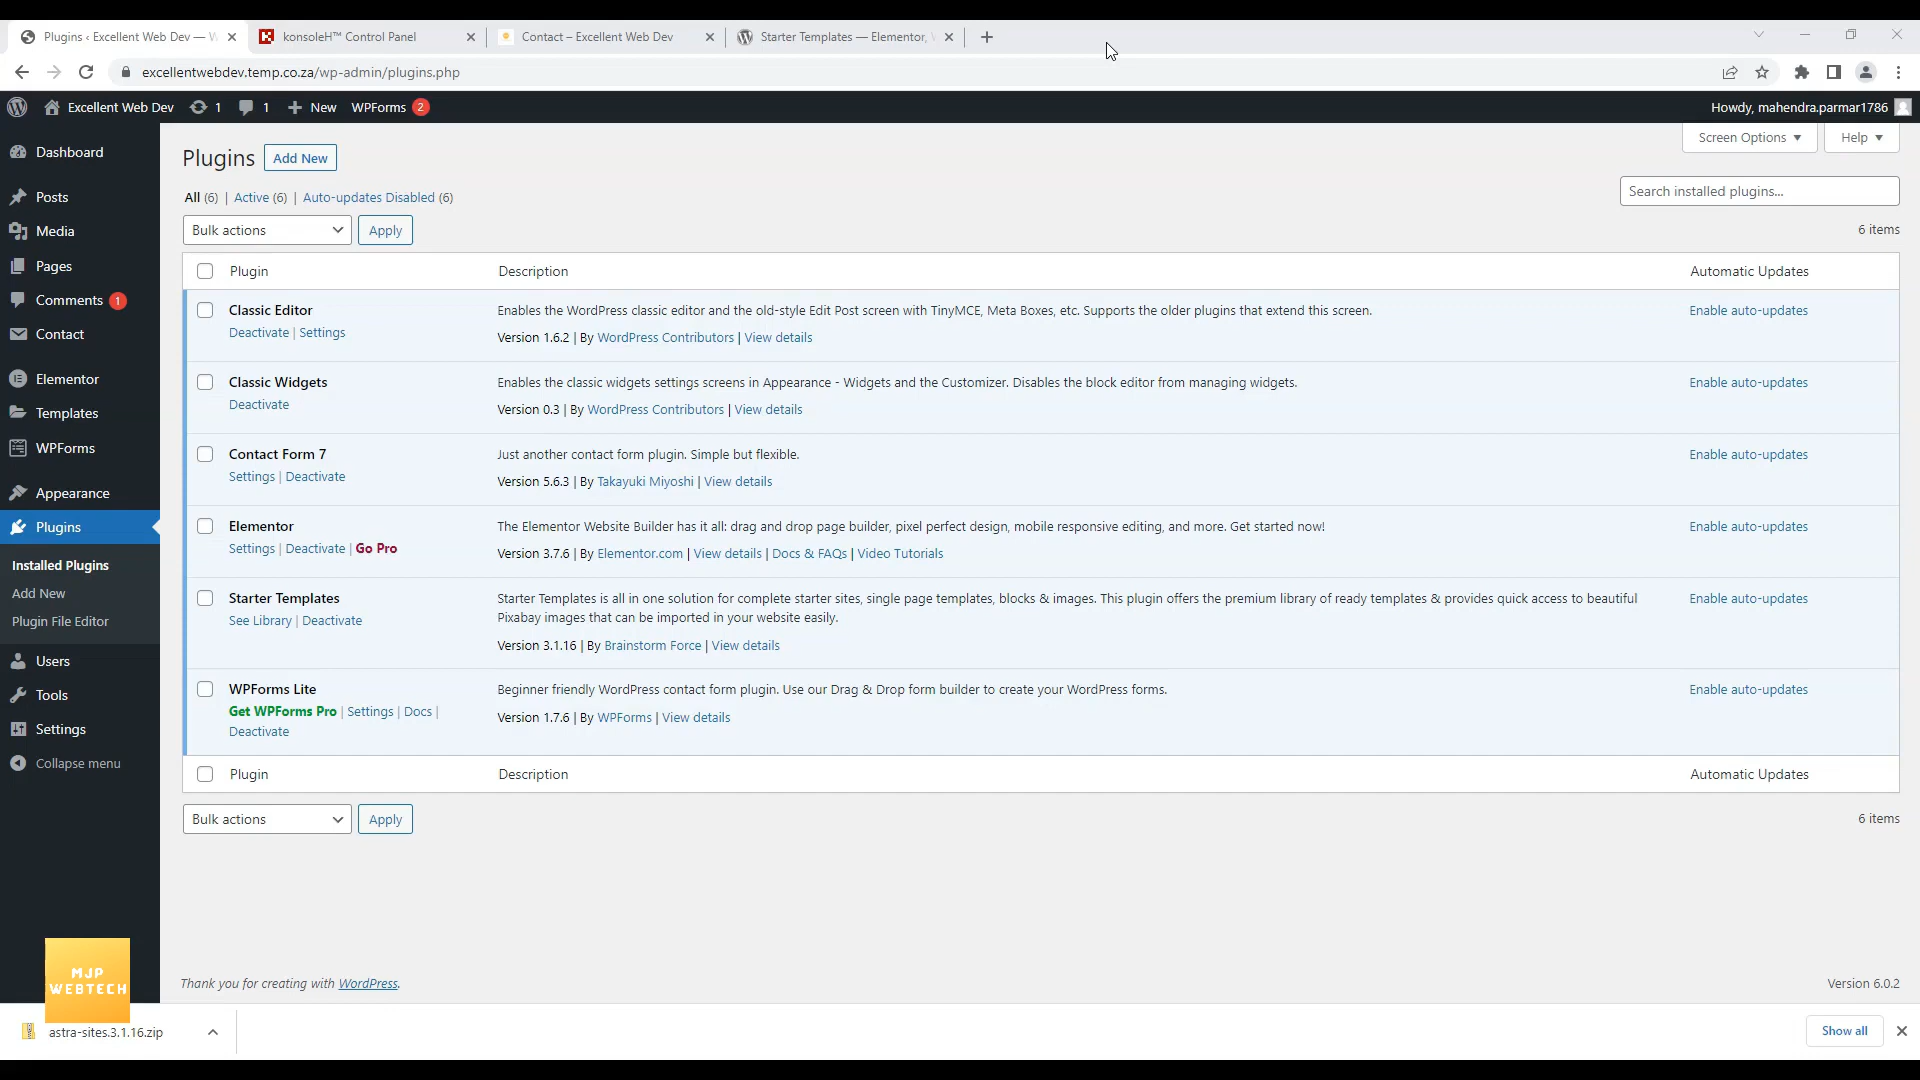 Plugins ‹ Excellent Web Dev — W
konsoleH™ Control Panel
Contact – Excellent Web Dev
Starter Templates — Elementor,
excellentwebdev.temp.co.za/wp-admin/plugins.php
Excellent Web Dev
1
1
New
WPForms 2
Howdy, mahendra.parmar1786
Dashboard
Posts
Media
Pages
Comments 1
Contact
Elementor
Templates
WPForms
Appearance
Plugins
Installed Plugins
Add New
Plugin File Editor
Users
Tools
Settings
Collapse menu
Screen Options
Help
Plugins
Add New
All (6) | Active (6) | Auto-updates Disabled (6)
Search installed plugins...
Bulk actions
Apply
6 items
Plugin
Description
Automatic Updates
Classic Editor
Deactivate | Settings
Enables the WordPress classic editor and the old-style Edit Post screen with TinyMCE, Meta Boxes, etc. Supports the older plugins that extend this screen.
Version 1.6.2 | By WordPress Contributors | View details
Enable auto-updates
Classic Widgets
Deactivate
Enables the classic widgets settings screens in Appearance - Widgets and the Customizer. Disables the block editor from managing widgets.
Version 0.3 | By WordPress Contributors | View details
Enable auto-updates
Contact Form 7
Settings | Deactivate
Just another contact form plugin. Simple but flexible.
Version 5.6.3 | By Takayuki Miyoshi | View details
Enable auto-updates
Elementor
Settings | Deactivate | Go Pro
The Elementor Website Builder has it all: drag and drop page builder, pixel perfect design, mobile responsive editing, and more. Get started now!
Version 3.7.6 | By Elementor.com | View details | Docs & FAQs | Video Tutorials
Enable auto-updates
Starter Templates
See Library | Deactivate
Starter Templates is all in one solution for complete starter sites, single page templates, blocks & images. This plugin offers the premium library of ready templates & provides quick access to beautiful
Pixabay images that can be imported in your website easily.
Version 3.1.16 | By Brainstorm Force | View details
Enable auto-updates
WPForms Lite
Get WPForms Pro | Settings | Docs |
Deactivate
Beginner friendly WordPress contact form plugin. Use our Drag & Drop form builder to create your WordPress forms.
Version 1.7.6 | By WPForms | View details
Enable auto-updates
Plugin
Description
Automatic Updates
Bulk actions
Apply
6 items
Thank you for creating with WordPress.
Version 6.0.2
MJP
WEBTECH
astra-sites.3.1.16.zip
Show all